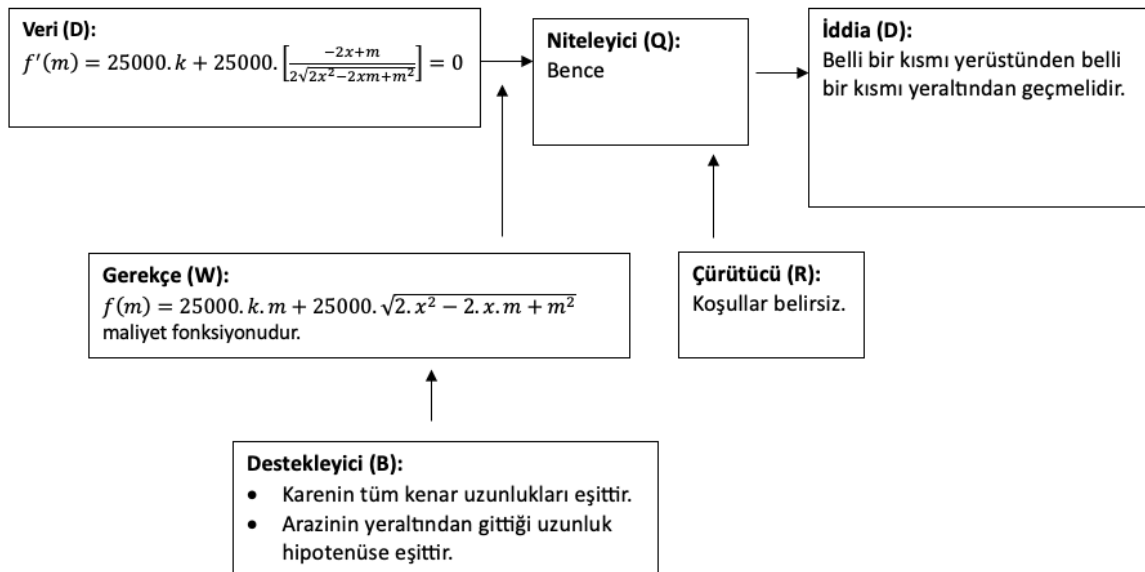 Veri (D):
f′(m) = 25000. k + 25000. [(−2x+m)/(2√(2x²−2xm+m²))] = 0
Niteleyici (Q):
Bence
İddia (D):
Belli bir kısmı yerüstünden belli
bir kısmı yeraltından geçmelidir.
Gerekçe (W):
f(m) = 25000. k. m + 25000. √(2. x² − 2. x. m + m²)
maliyet fonksiyonudur.
Çürütücü (R):
Koşullar belirsiz.
Destekleyici (B):
• Karenin tüm kenar uzunlukları eşittir.
• Arazinin yeraltından gittiği uzunluk
hipotenüse eşittir.